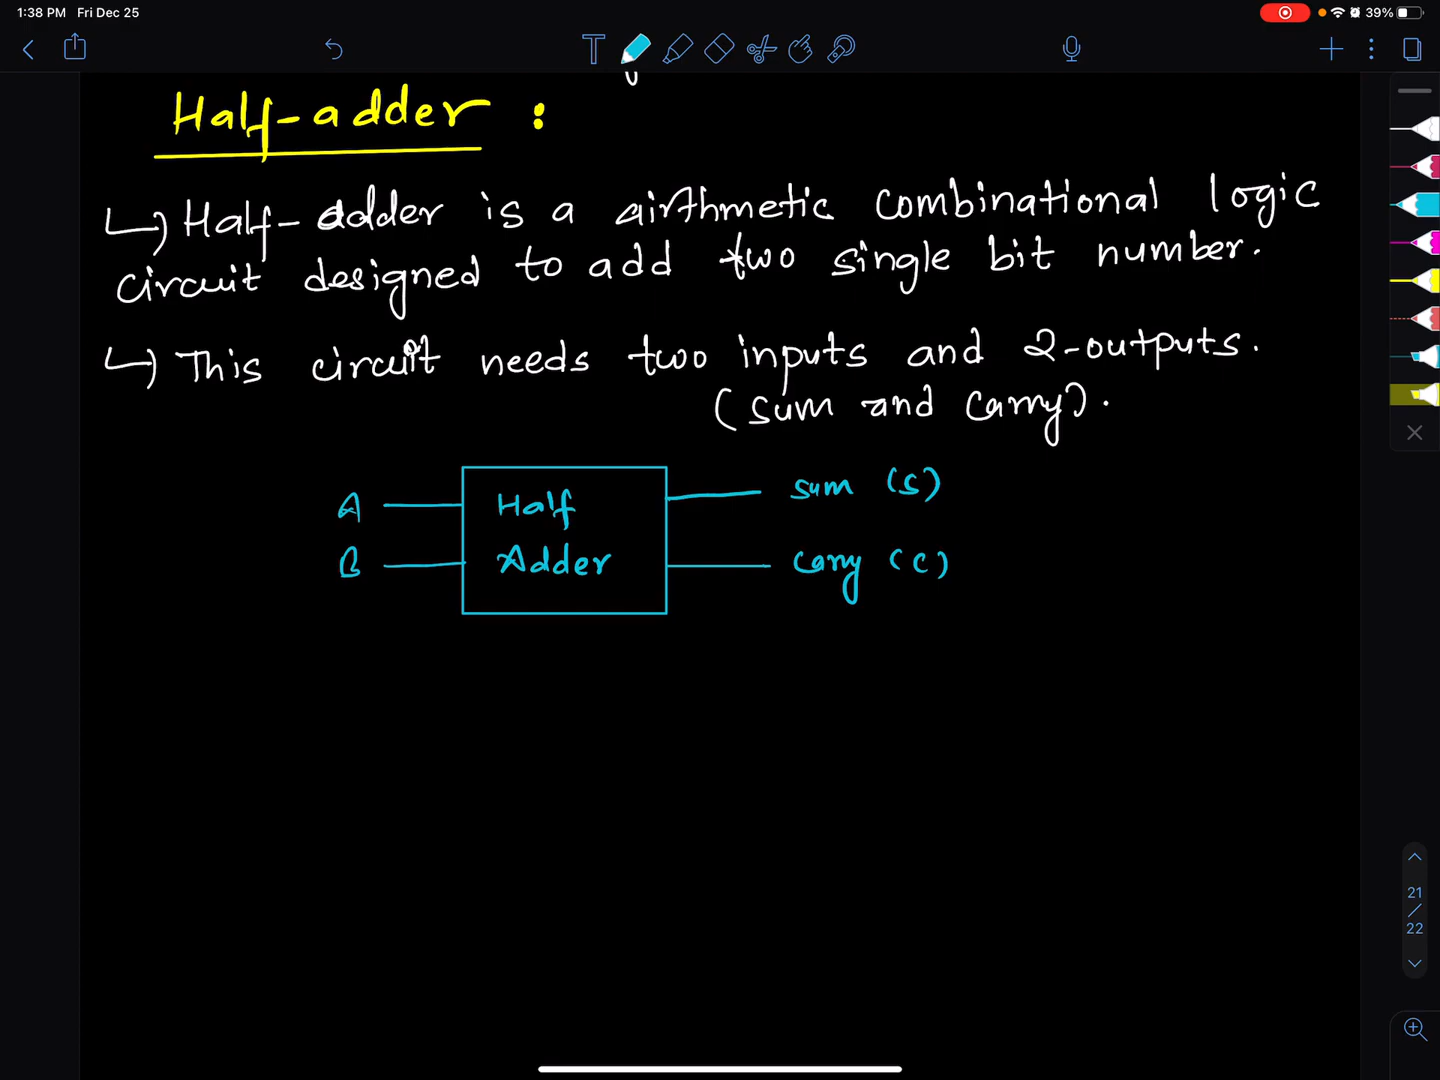 1:38 PM Fri Dec 25
39%
Half-adder :
↳ Half-adder is a airthmetic combinational logic
circuit designed to add two single bit number.
↳ This circuit needs two inputs and 2-outputs.
(sum and carry).
A Half sum (S)
B Adder carry (C)
21
/
22